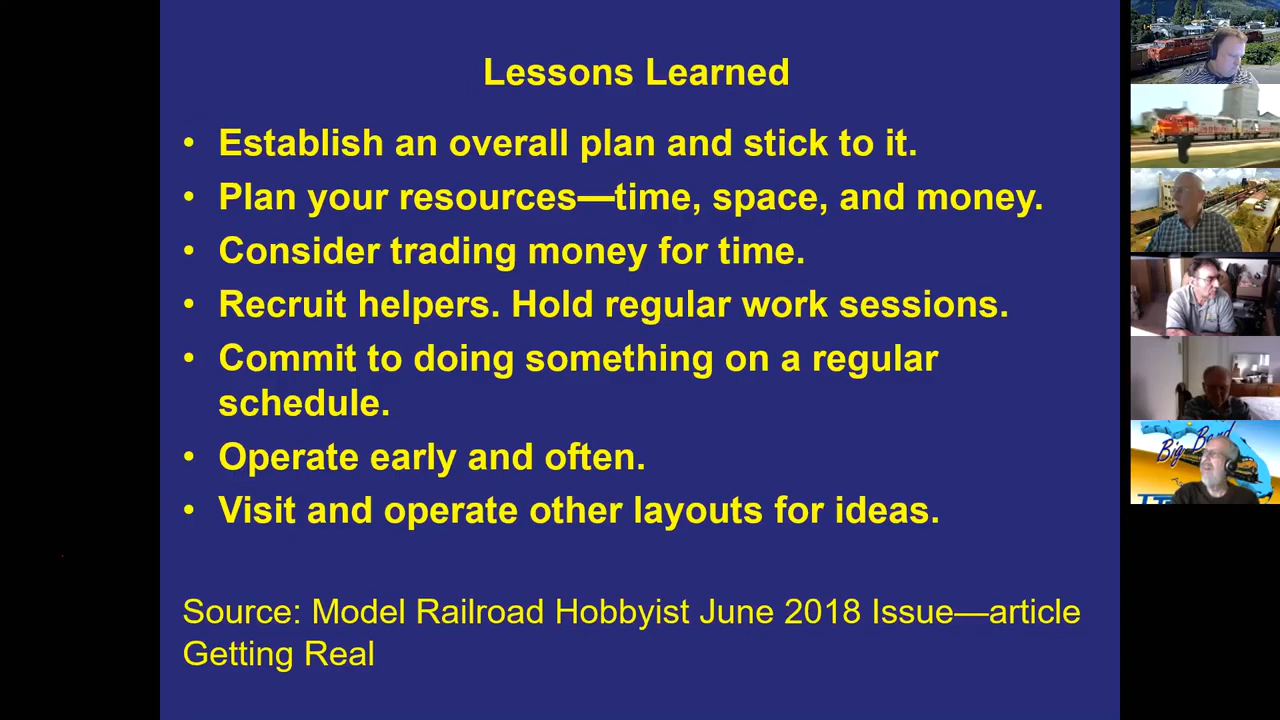 Lessons Learned
• Establish an overall plan and stick to it.
• Plan your resources—time, space, and money.
• Consider trading money for time.
• Recruit helpers. Hold regular work sessions.
• Commit to doing something on a regular
schedule.
• Operate early and often.
• Visit and operate other layouts for ideas.
Source: Model Railroad Hobbyist June 2018 Issue—article
Getting Real
Big Bend